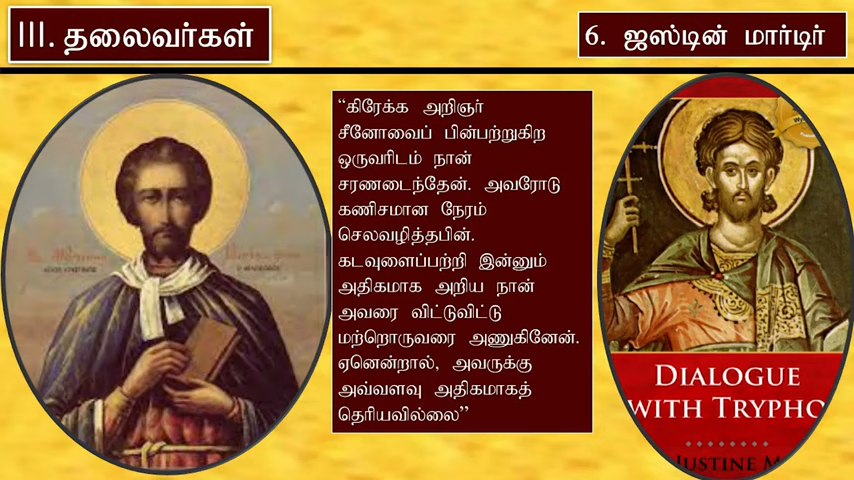 III. தலைவர்கள்
6. ஜஸ்டின் மார்டிர்
“கிரேக்க அறிஞர்
சீனோவைப் பின்பற்றுகிற
ஒருவரிடம் நான்
சரணடைந்தேன். அவரோடு
கணிசமான நேரம்
செலவழித்தபின்.
கடவுளைப்பற்றி இன்னும்
அதிகமாக அறிய நான்
அவரை விட்டுவிட்டு
மற்றொருவரை அணுகினேன்.
ஏனென்றால், அவருக்கு
அவ்வளவு அதிகமாகத்
தெரியவில்லை”
DIALOGUE
WITH TRYPHO
JUSTINE M